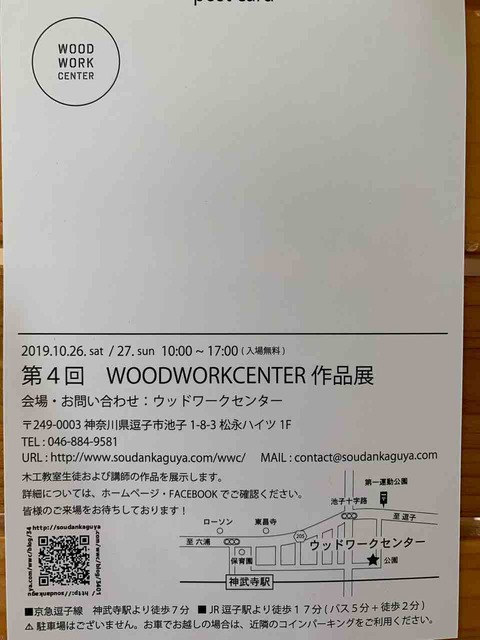 post card
WOOD
WORK
CENTER
2019.10.26. sat / 27. sun 10:00 ~ 17:00 ( 入場無料 )
第４回 WOODWORKCENTER 作品展
会場・お問い合わせ：ウッドワークセンター
〒249-0003 神奈川県逗子市池子 1-8-3 松永ハイツ 1F
TEL : 046-884-9581
URL : http://www.soudankaguya.com/wwc/ MAIL : contact@soudankaguya.com
木工教室生徒および講師の作品を展示します。
詳細については、ホームページ・FACEBOOK でご確認ください。
皆様のご来場をお待ちしております！
http://soudankaguya
第一運動公園
池子十字路
至 逗子
ローソン
東昌寺
205
至 六浦
ウッドワークセンター
保育園
公園
神武寺駅
■京急逗子線 神武寺駅より徒歩７分 ■ JR 逗子駅より徒歩１７分 ( バス５分＋徒歩２分 )
⚠ 駐車場はございません。お車でお越しの場合は、近隣のコインパーキングをご利用ください。